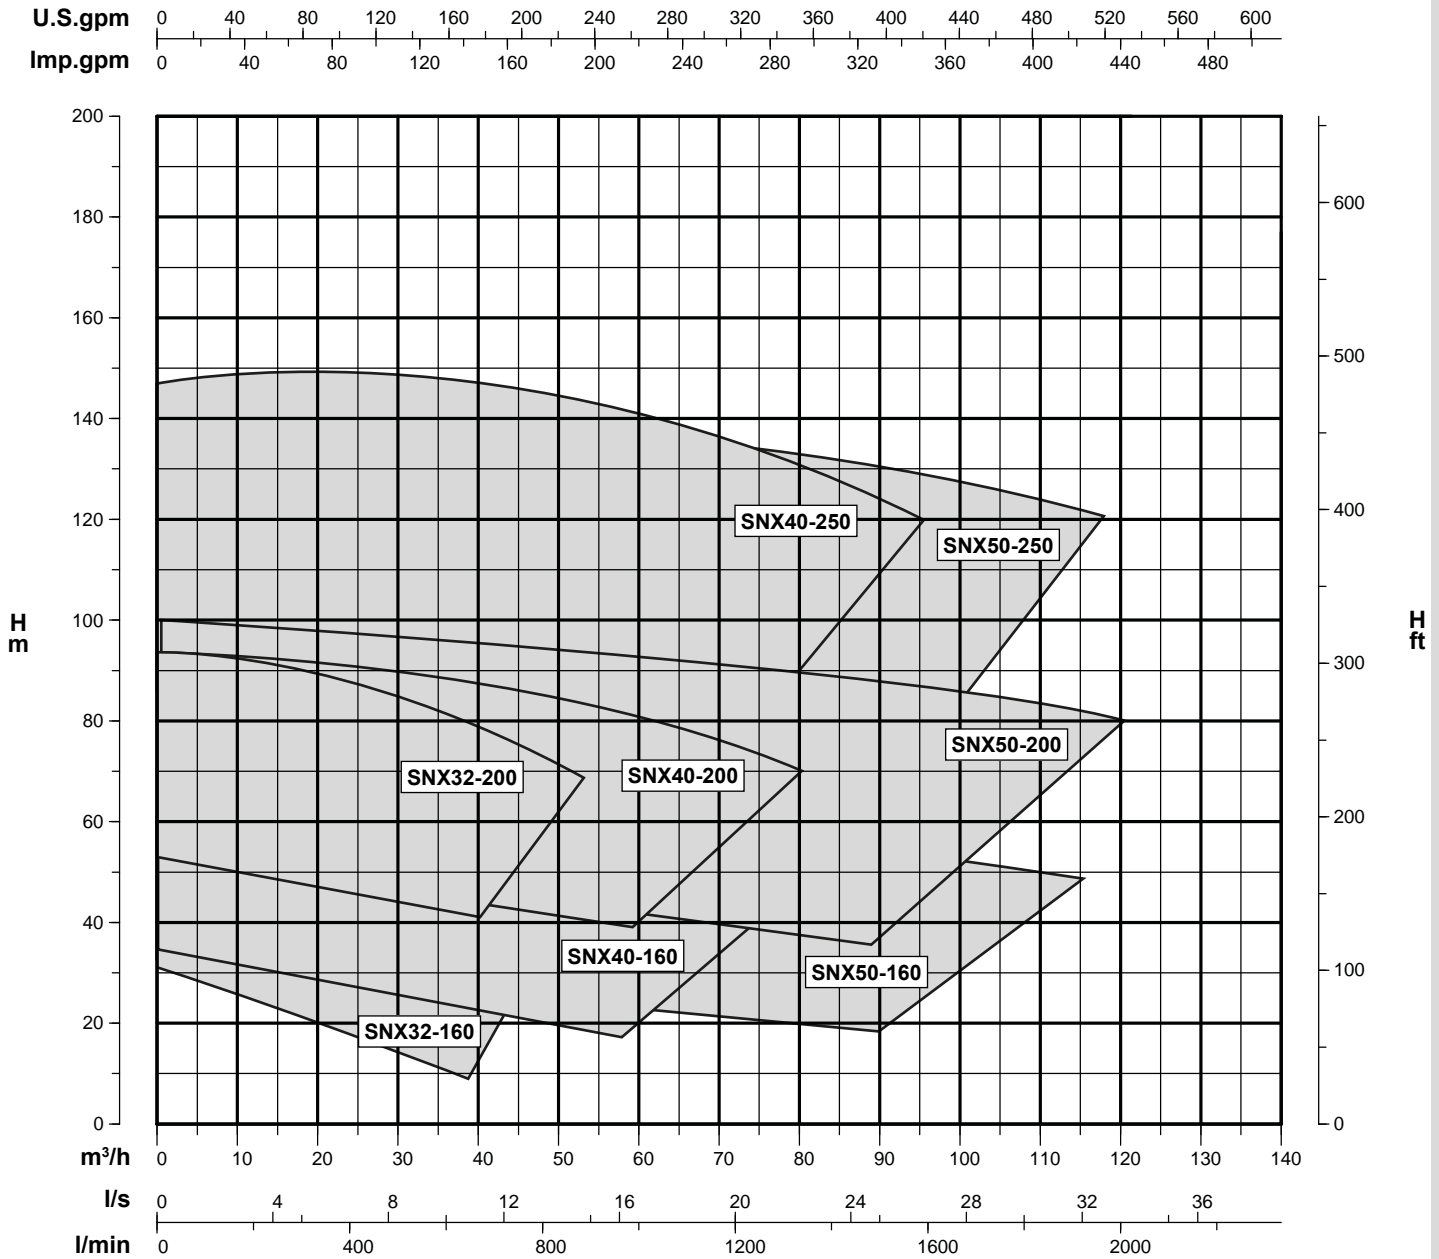 U.S.gpm 0 40 80 120 160 200 240 280 320 360 400 440 480 520 560 600
Imp.gpm 0 40 80 120 160 200 240 280 320 360 400 440 480
200
180
600
160
500
140
SNX40-250
120
400
SNX50-250
H
m
100
H
ft
300
80
SNX50-200
SNX32-200
SNX40-200
60
200
40
SNX40-160
SNX50-160
100
20
SNX32-160
0
0
m³/h 0 10 20 30 40 50 60 70 80 90 100 110 120 130 140
l/s 0 4 8 12 16 20 24 28 32 36
l/min 0 400 800 1200 1600 2000